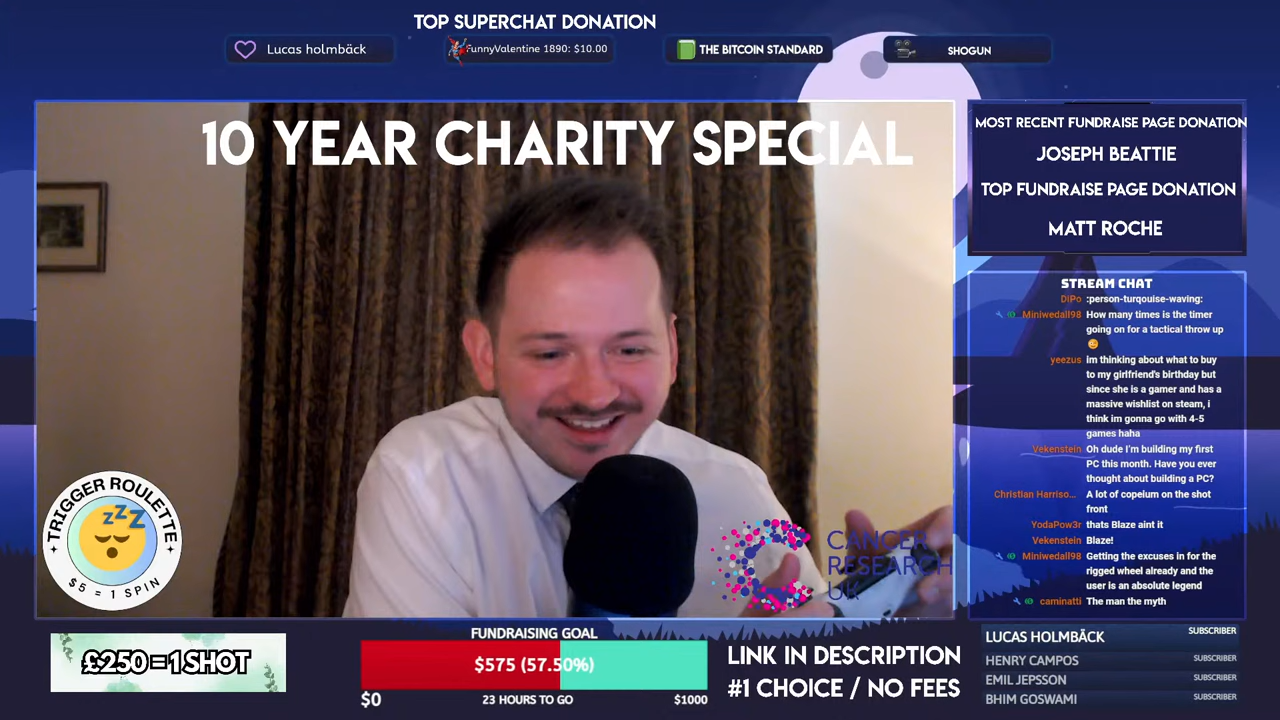 TOP SUPERCHAT DONATION
Lucas holmbäck
FunnyValentine 1890: $10.00
THE BITCOIN STANDARD
SHOGUN
10 YEAR CHARITY SPECIAL
MOST RECENT FUNDRAISE PAGE DONATION
JOSEPH BEATTIE
TOP FUNDRAISE PAGE DONATION
MATT ROCHE
STREAM CHAT
DiPo :person-turqouise-waving:
Miniwedall98 How many times is the timer
going on for a tactical throw up
yeezus im thinking about what to buy
to my girlfriend's birthday but
since she is a gamer and has a
massive wishlist on steam, i
think im gonna go with 4-5
games haha
Vekenstein Oh dude I'm building my first
PC this month. Have you ever
thought about building a PC?
Christian Harriso... A lot of copeium on the shot
front
YodaPow3r thats Blaze aint it
Vekenstein Blaze!
Miniwedall98 Getting the excuses in for the
rigged wheel already and the
user is an absolute legend
caminatti The man the myth
TRIGGER ROULETTE
zzz
$5 = 1 SPIN
CANCER
RESEARCH
UK
£250 = 1 SHOT
FUNDRAISING GOAL
$575 (57.50%)
$0
23 HOURS TO GO
$1000
LINK IN DESCRIPTION
#1 CHOICE / NO FEES
LUCAS HOLMBÄCK SUBSCRIBER
HENRY CAMPOS SUBSCRIBER
EMIL JEPSSON SUBSCRIBER
BHIM GOSWAMI SUBSCRIBER